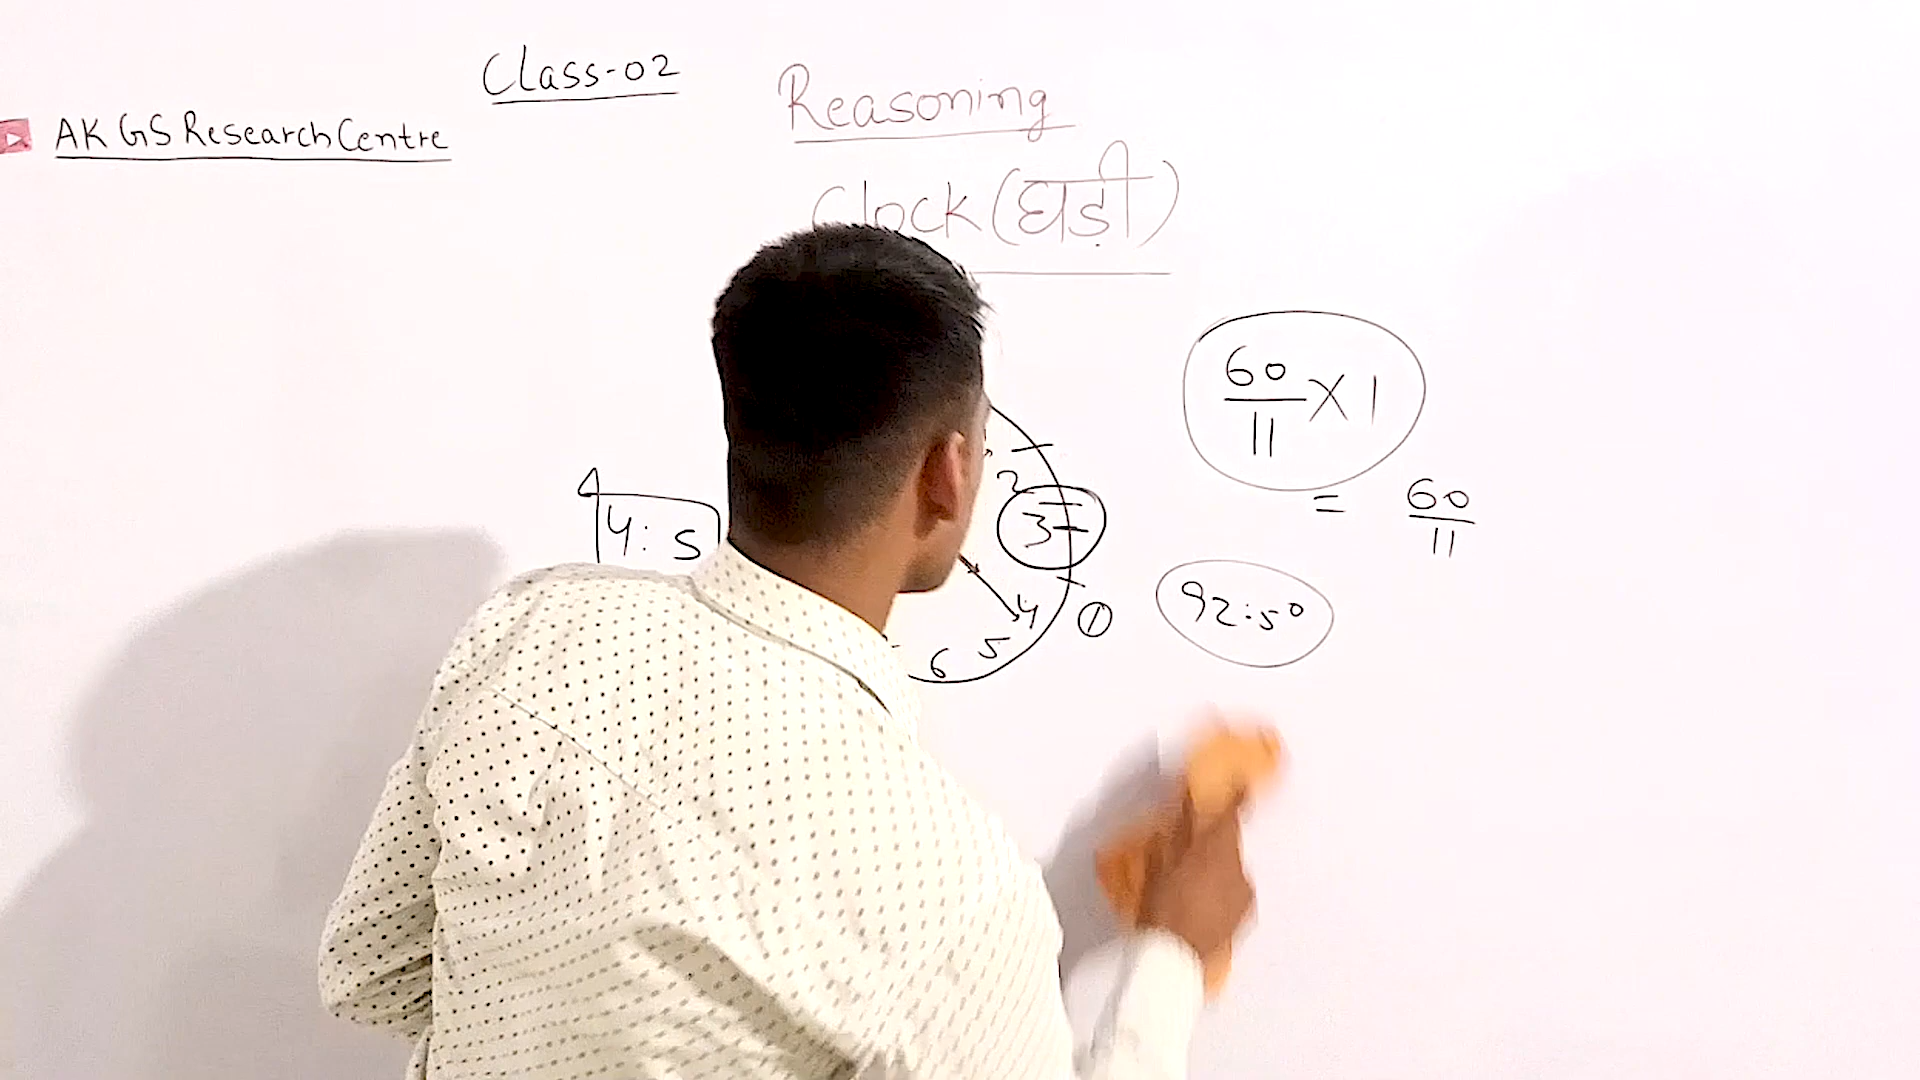 Class-02
Reasoning
AK GS Research Centre
Clock (घड़ी)
60/11 X 1
= 60/11
4:5
2
3
4
5
6
1
92.5°